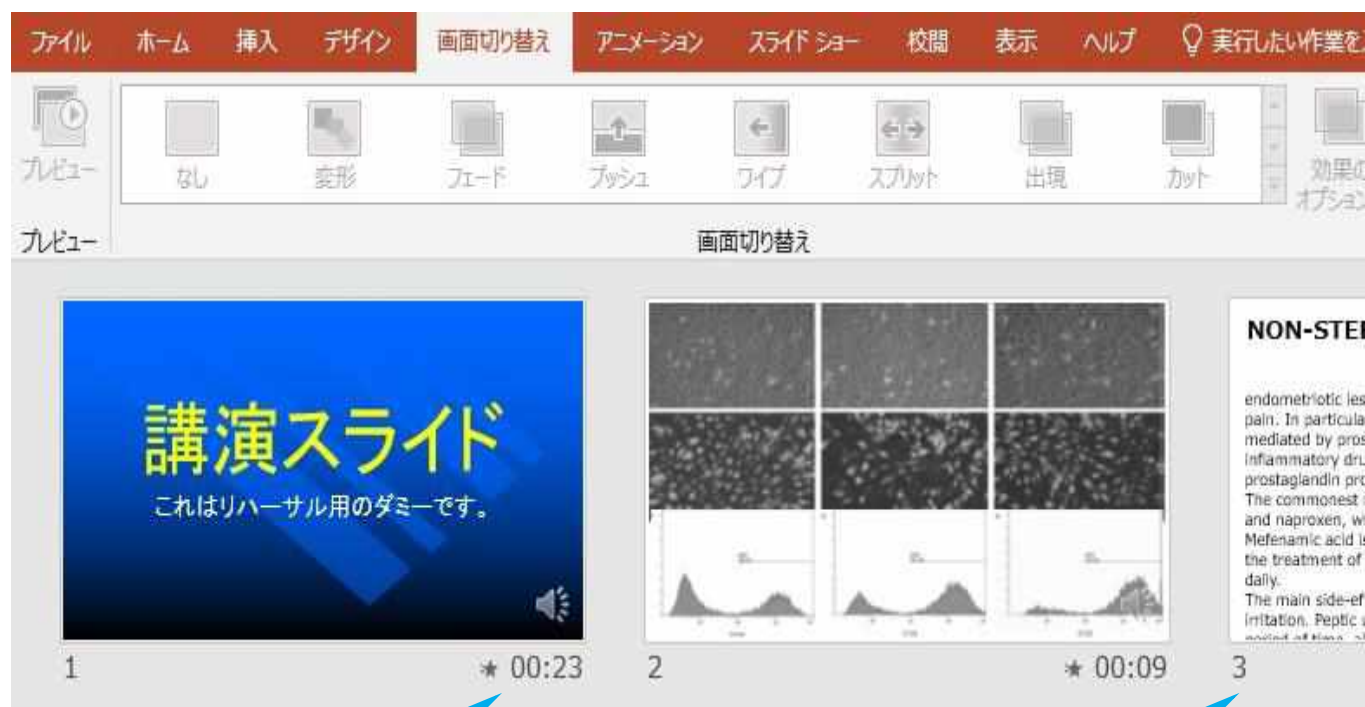 ファイル ホーム 挿入 デザイン 画面切り替え アニメーション スライド ショー 校閲 表示 ヘルプ 実行したい作業を
プレビュー なし 変形 フェード プッシュ ワイプ スプリット 出現 カット 効果の
オプション
プレビュー 画面切り替え
講演スライド
これはリハーサル用のダミーです。
NON-STE
endometriotic les
pain. In particula
mediated by pros
inflammatory dru
prostaglandin pro
The commonest
and naproxen, w
Mefenamic acid is
the treatment of
daily.
The main side-ef
irritation. Peptic
1 00:23 2 00:09 3